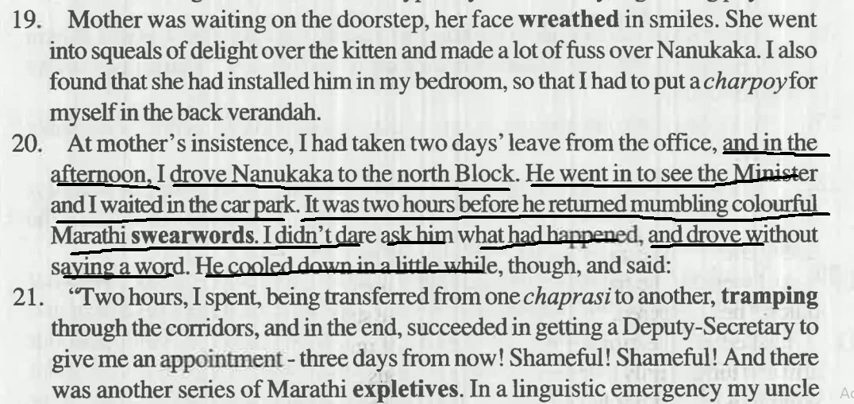 19. Mother was waiting on the doorstep, her face wreathed in smiles. She went
into squeals of delight over the kitten and made a lot of fuss over Nanukaka. I also
found that she had installed him in my bedroom, so that I had to put a charpoy for
myself in the back verandah.
20. At mother's insistence, I had taken two days' leave from the office, and in the
afternoon, I drove Nanukaka to the north Block. He went in to see the Minister
and I waited in the car park. It was two hours before he returned mumbling colourful
Marathi swearwords. I didn't dare ask him what had happened, and drove without
saying a word. He cooled down in a little while, though, and said:
21. “Two hours, I spent, being transferred from one chaprasi to another, tramping
through the corridors, and in the end, succeeded in getting a Deputy-Secretary to
give me an appointment - three days from now! Shameful! Shameful! And there
was another series of Marathi expletives. In a linguistic emergency my uncle